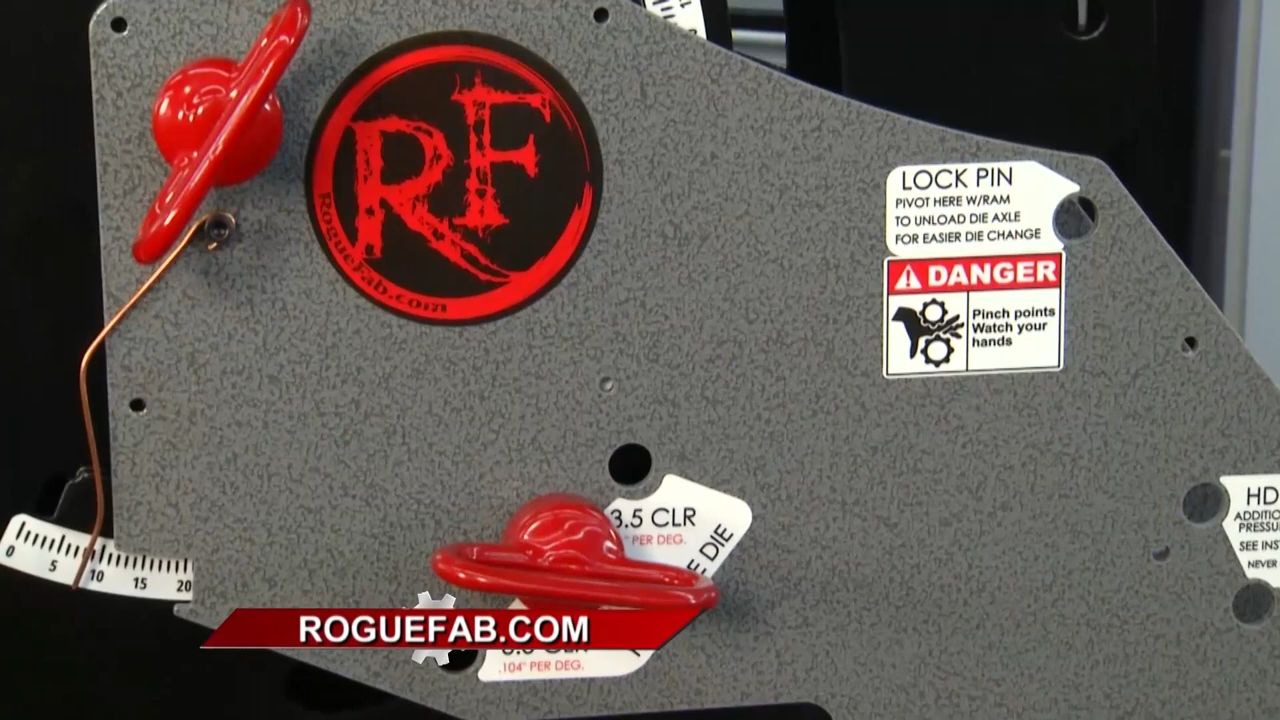 RF
RogueFab.com
LOCK PIN
PIVOT HERE W/RAM
TO UNLOAD DIE AXLE
FOR EASIER DIE CHANGE
DANGER
Pinch points
Watch your
hands
3.5 CLR
PER DEG.
DIE
HD
SEE
NEVER
0 5 10 15 20
ROGUEFAB.COM
.104" PER DEG.